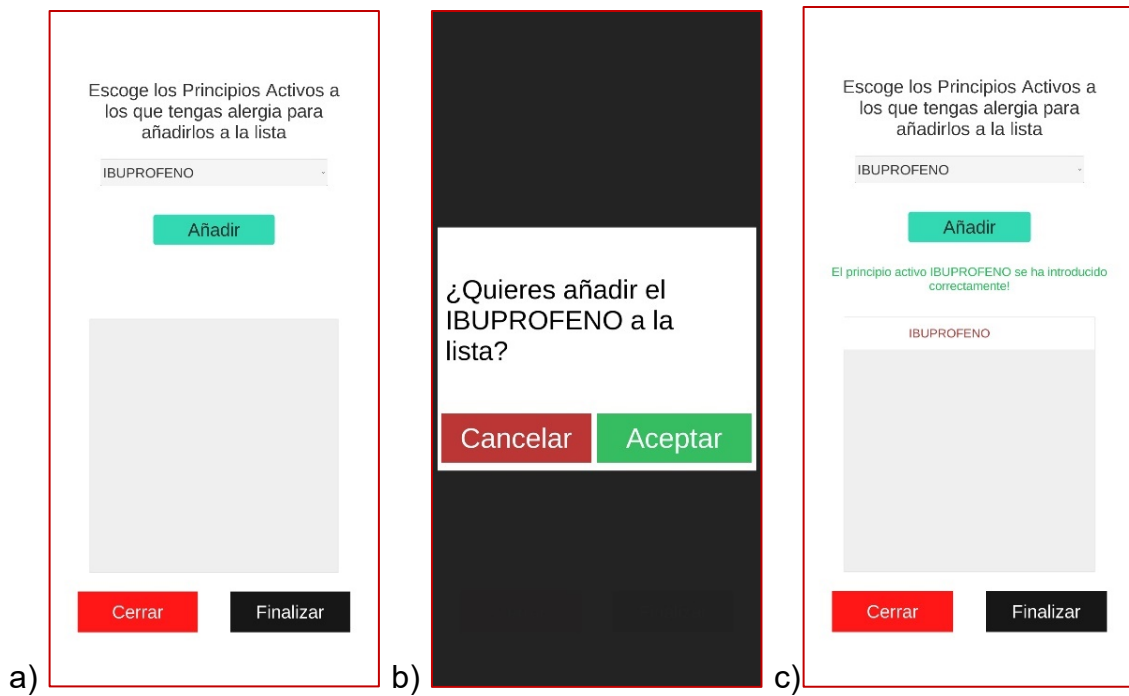 Escoge los Principios Activos a
los que tengas alergia para
añadirlos a la lista
IBUPROFENO
Añadir
Cerrar
Finalizar
a)
¿Quieres añadir el
IBUPROFENO a la
lista?
Cancelar
Aceptar
b)
Escoge los Principios Activos a
los que tengas alergia para
añadirlos a la lista
IBUPROFENO
Añadir
El principio activo IBUPROFENO se ha introducido
correctamente!
IBUPROFENO
Cerrar
Finalizar
c)